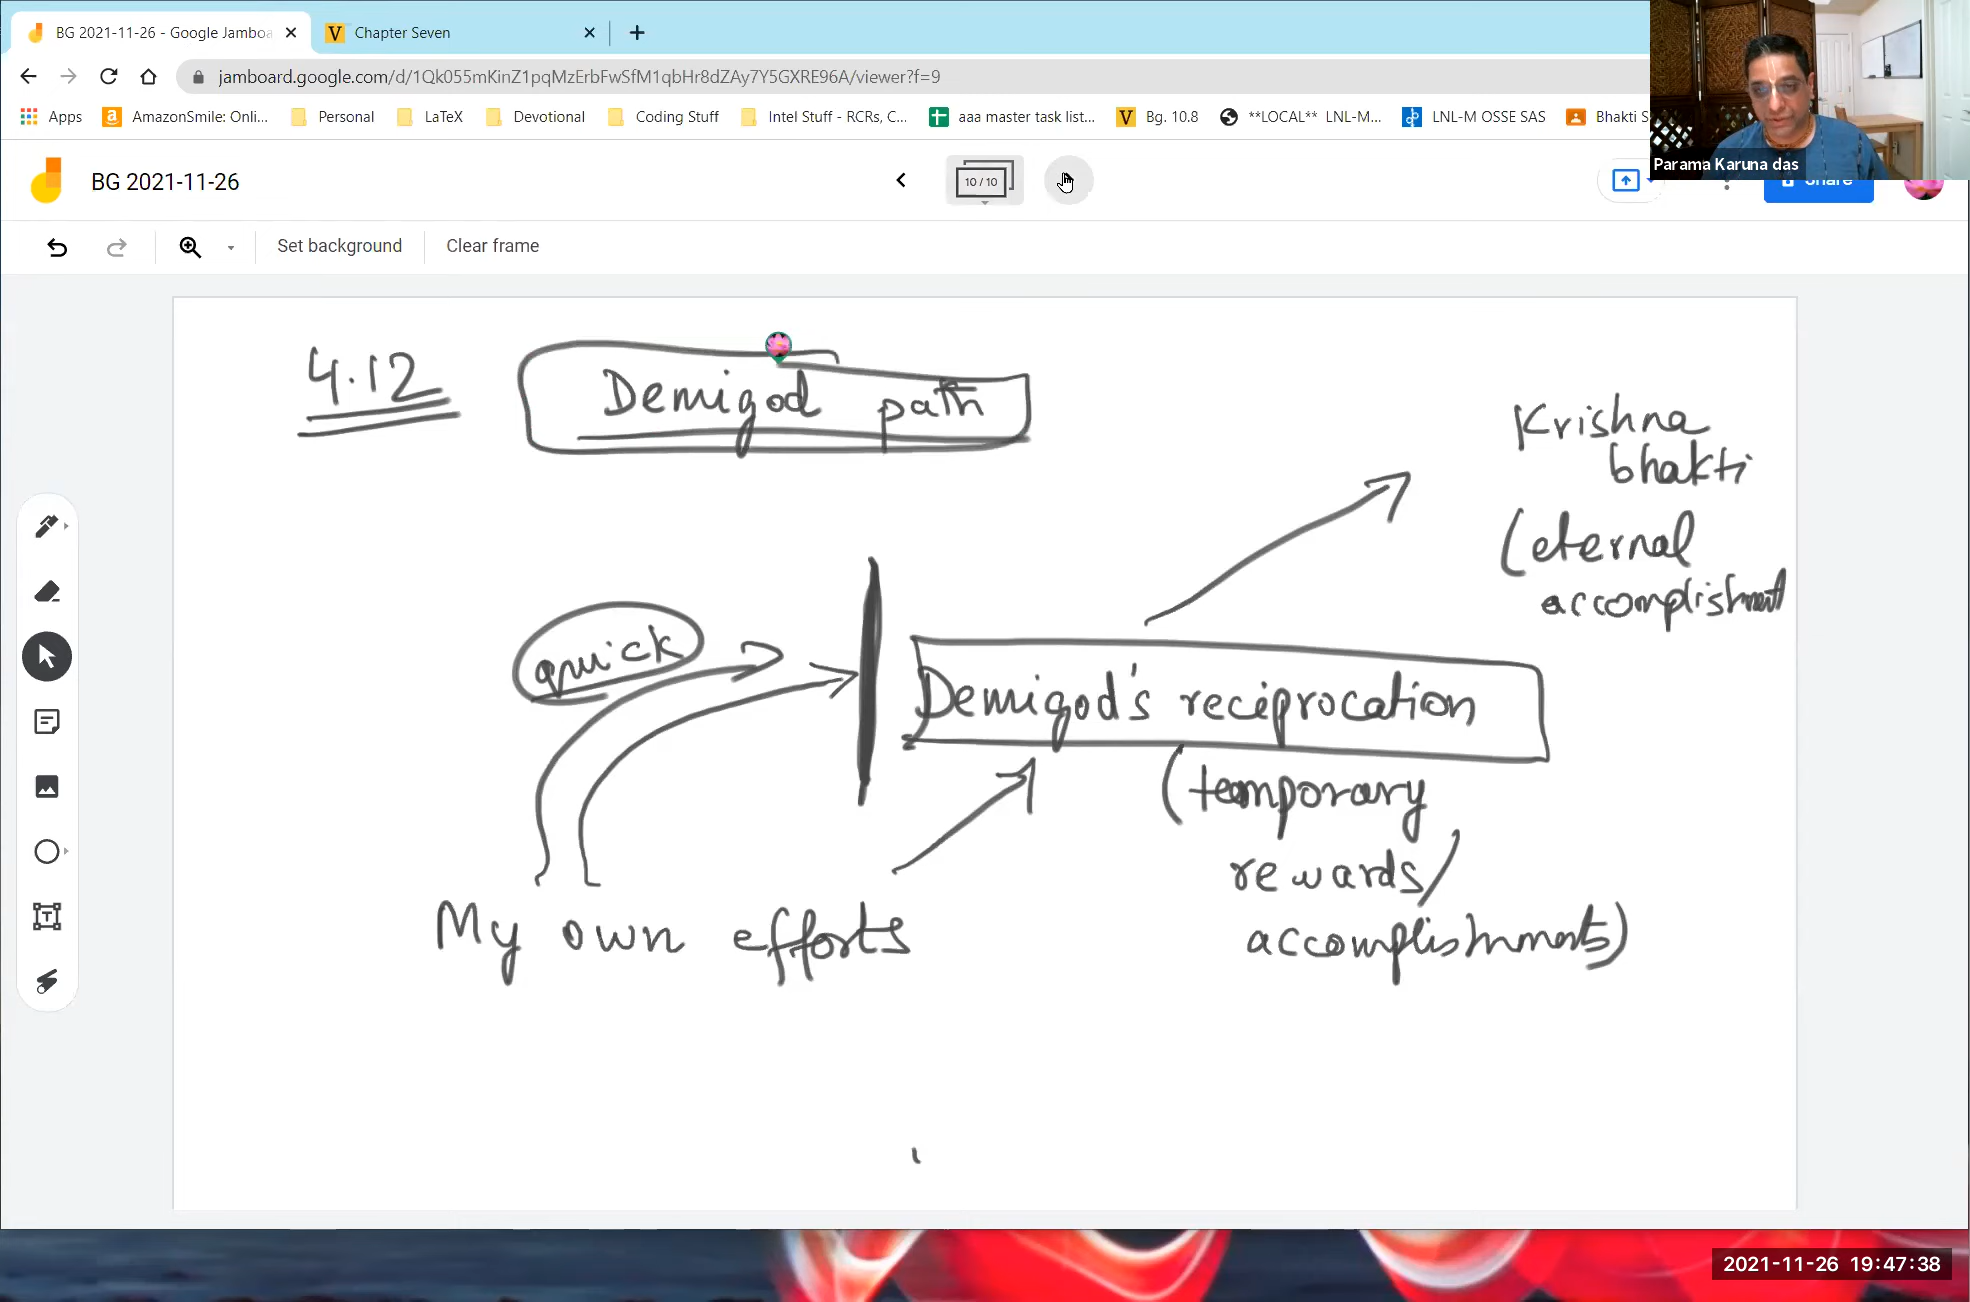 BG 2021-11-26 - Google Jamboa
Chapter Seven
jamboard.google.com/d/1Qk055mKinZ1pqMzErbFwSfM1qbHr8dZAy7Y5GXRE96A/viewer?f=9
Apps AmazonSmile: Onli... Personal LaTeX Devotional Coding Stuff Intel Stuff - RCRs, C... aaa master task list... Bg. 10.8 **LOCAL** LNL-M... LNL-M OSSE SAS Bhakti S
Parama Karuna das
BG 2021-11-26
10 / 10
Share
Set background Clear frame
4.12 Demigod path
Krishna
bhakti
(eternal
accomplishment
quick
Demigod's reciprocation
(temporary
rewards/
accomplishments)
My own efforts
2021-11-26 19:47:38